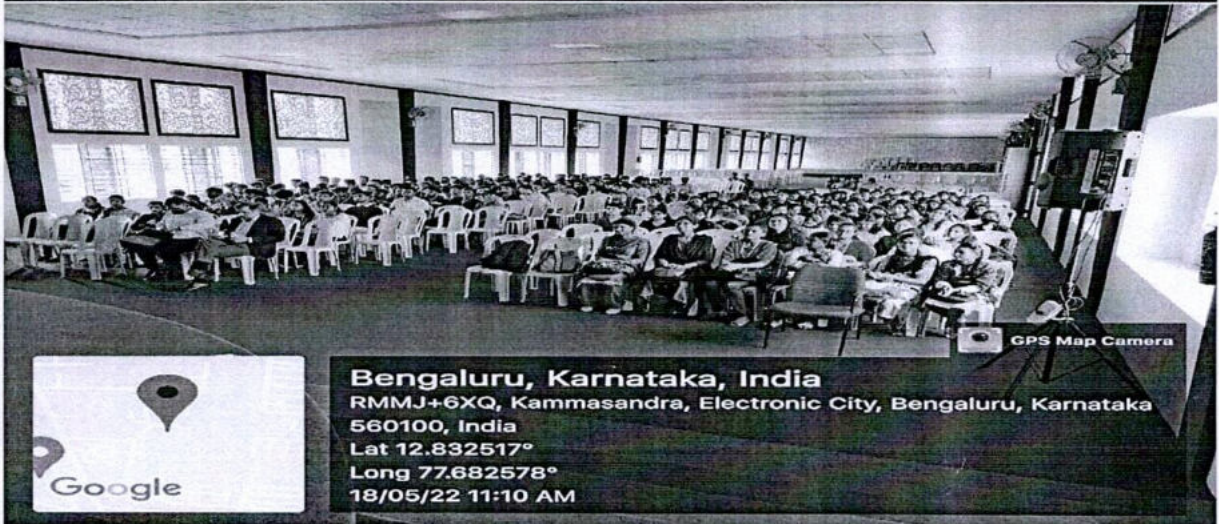 GPS Map Camera
Bengaluru, Karnataka, India
RMMJ+6XQ, Kammasandra, Electronic City, Bengaluru, Karnataka
560100, India
Lat 12.832517°
Long 77.682578°
18/05/22 11:10 AM
Google